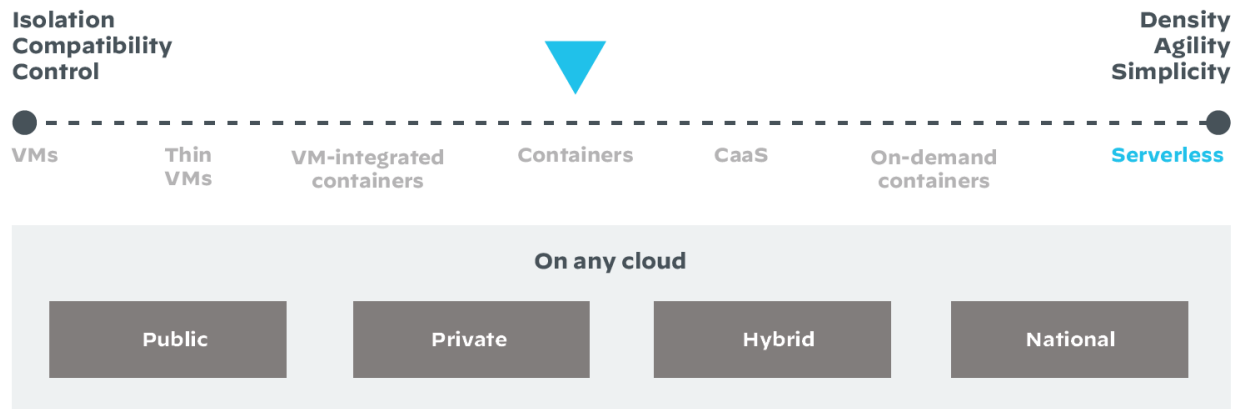 Isolation
Compatibility
Control
Density
Agility
Simplicity
VMs
Thin
VMs
VM-integrated
containers
Containers
CaaS
On-demand
containers
Serverless
On any cloud
Public
Private
Hybrid
National